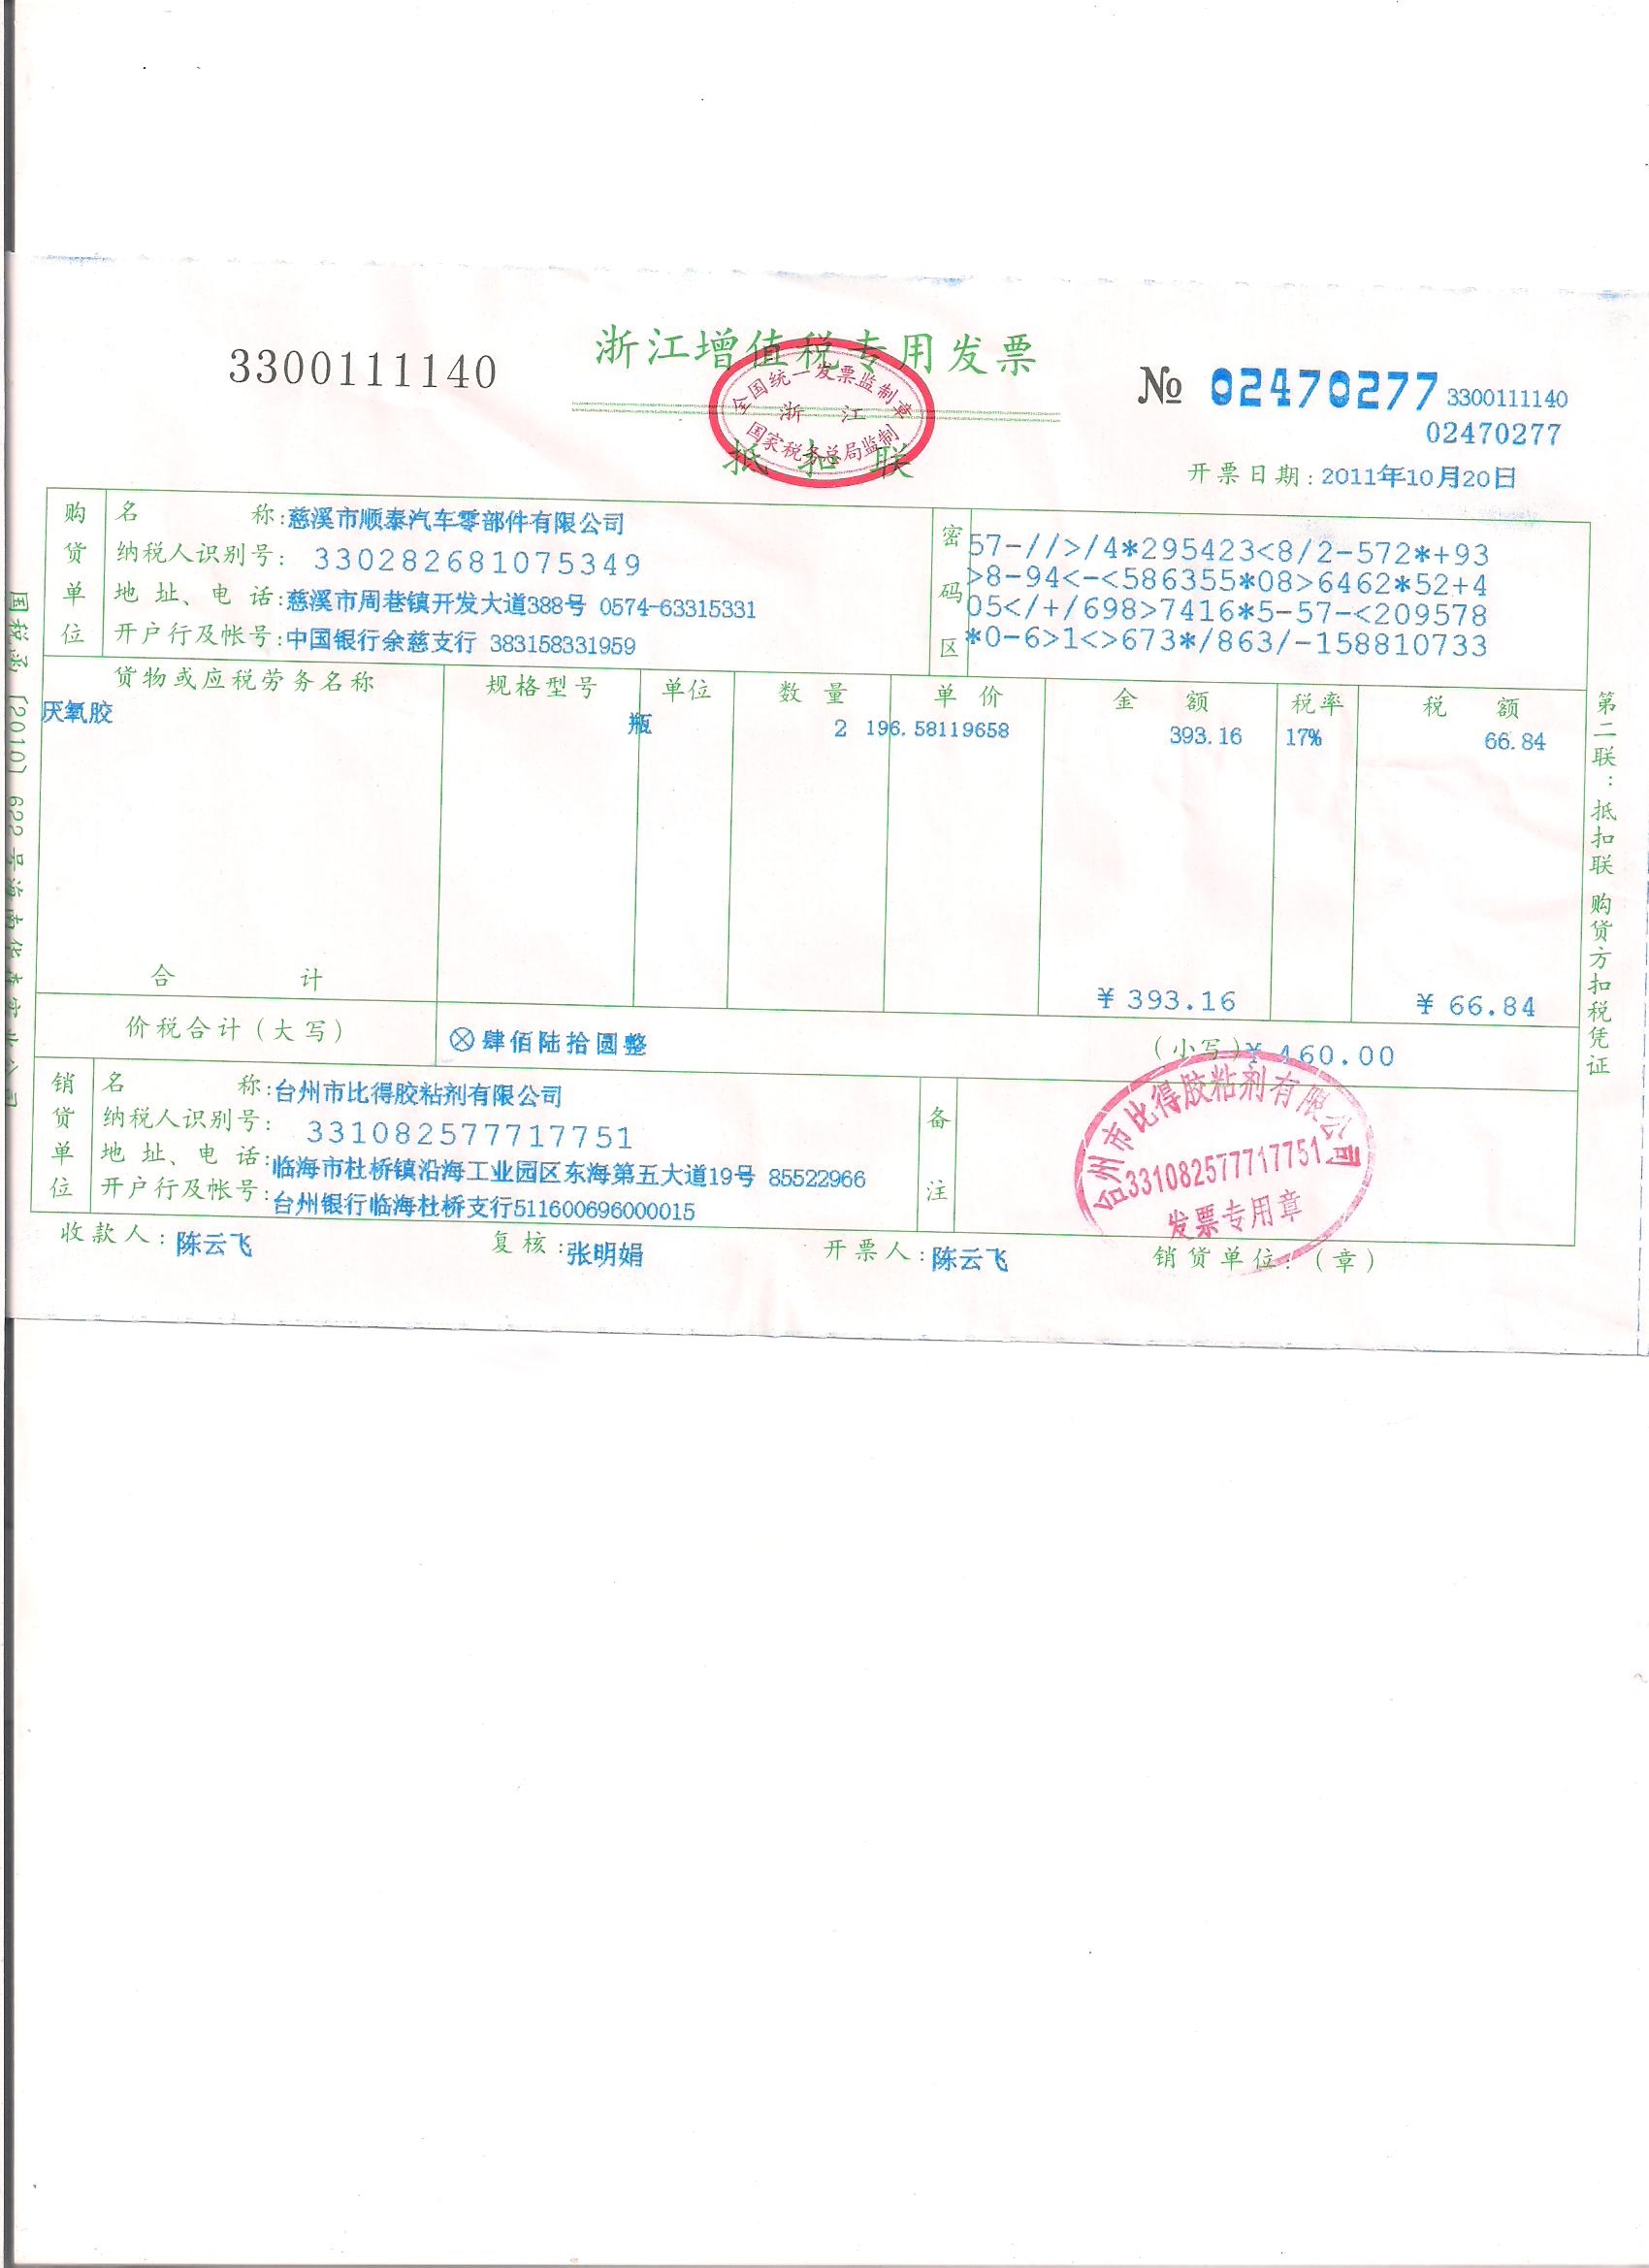 3300111140
浙江增值税专用发票
全国统一发票监制章
浙 江
国家税务总局监制
抵扣联
№ 02470277
3300111140
02470277
开票日期：2011年10月20日
购货单位
名 称：慈溪市顺泰汽车零部件有限公司
纳税人识别号：330282681075349
地 址、电 话：慈溪市周巷镇开发大道388号 0574-63315331
开户行及帐号：中国银行余慈支行 383158331959
密码区
57-//>/4*295423<8/2-572*+93
>8-94<-<586355*08>6462*52+4
05</+/698>7416*5-57-<209578
*0-6>1<>673*/863/-158810733
货物或应税劳务名称 规格型号 单位 数 量 单 价 金 额 税率 税 额
厌氧胶 瓶 2 196.58119658 393.16 17% 66.84
合 计 ¥393.16 ¥66.84
价税合计（大写） ⊗肆佰陆拾圆整 （小写）¥460.00
销货单位
名 称：台州市比得胶粘剂有限公司
纳税人识别号：331082577717751
地 址、电 话：临海市杜桥镇沿海工业园区东海第五大道19号 85522966
开户行及帐号：台州银行临海杜桥支行511600696000015
备注
台州市比得胶粘剂有限公司
331082577717751
发票专用章
收款人：陈云飞 复核：张明娟 开票人：陈云飞 销货单位：（章）
第二联：抵扣联 购货方扣税凭证
国税函〔2010〕622号海南华森实业公司